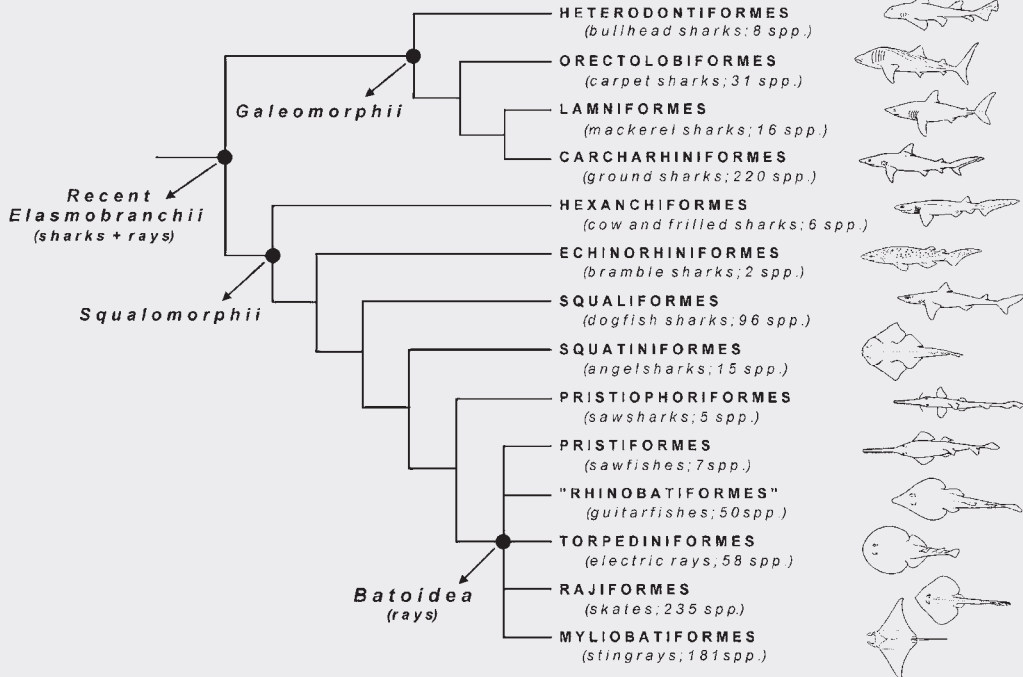 HETERODONTIFORMES
(bullhead sharks; 8 spp.)
ORECTOLOBIFORMES
(carpet sharks; 31 spp.)
Galeomorphii
LAMNIFORMES
(mackerel sharks; 16 spp.)
CARCHARHINIFORMES
(ground sharks; 220 spp.)
Recent
Elasmobranchii
(sharks + rays)
HEXANCHIFORMES
(cow and frilled sharks; 6 spp.)
ECHINORHINIFORMES
(bramble sharks; 2 spp.)
Squalomorphii
SQUALIFORMES
(dogfish sharks; 96 spp.)
SQUATINIFORMES
(angelsharks; 15 spp.)
PRISTIOPHORIFORMES
(sawsharks; 5 spp.)
PRISTIFORMES
(sawfishes; 7spp.)
"RHINOBATIFORMES"
(guitarfishes; 50spp.)
TORPEDINIFORMES
(electric rays; 58 spp.)
Batoidea
(rays)
RAJIFORMES
(skates; 235 spp.)
MYLIOBATIFORMES
(stingrays; 181spp.)